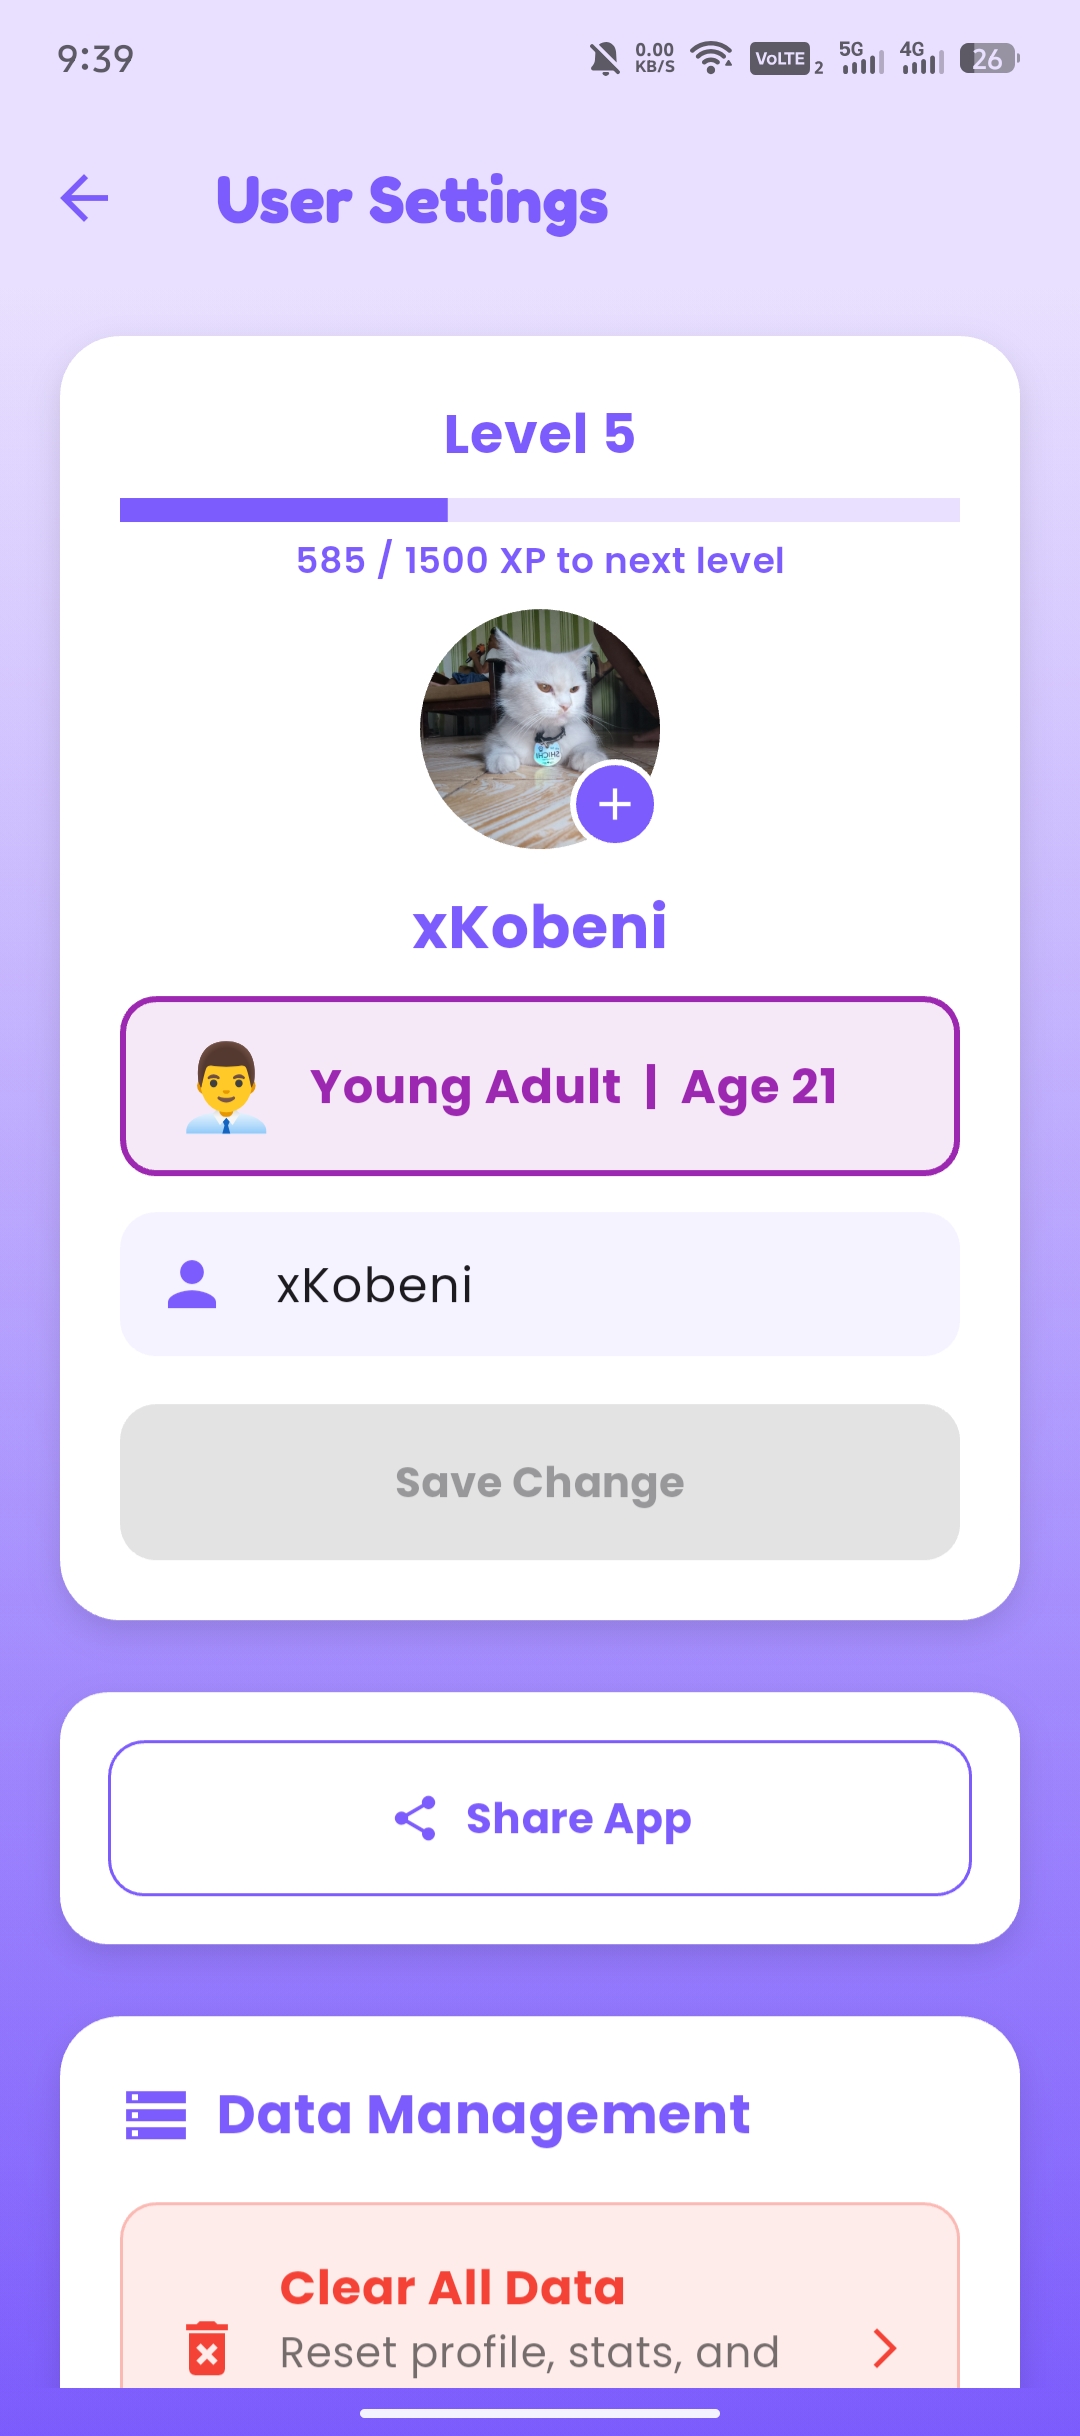 9:39
0.00
KB/S
VoLTE 2
5G
4G
26
User Settings
Level 5
585 / 1500 XP to next level
xKobeni
Young Adult | Age 21
xKobeni
Save Change
Share App
Data Management
Clear All Data
Reset profile, stats, and